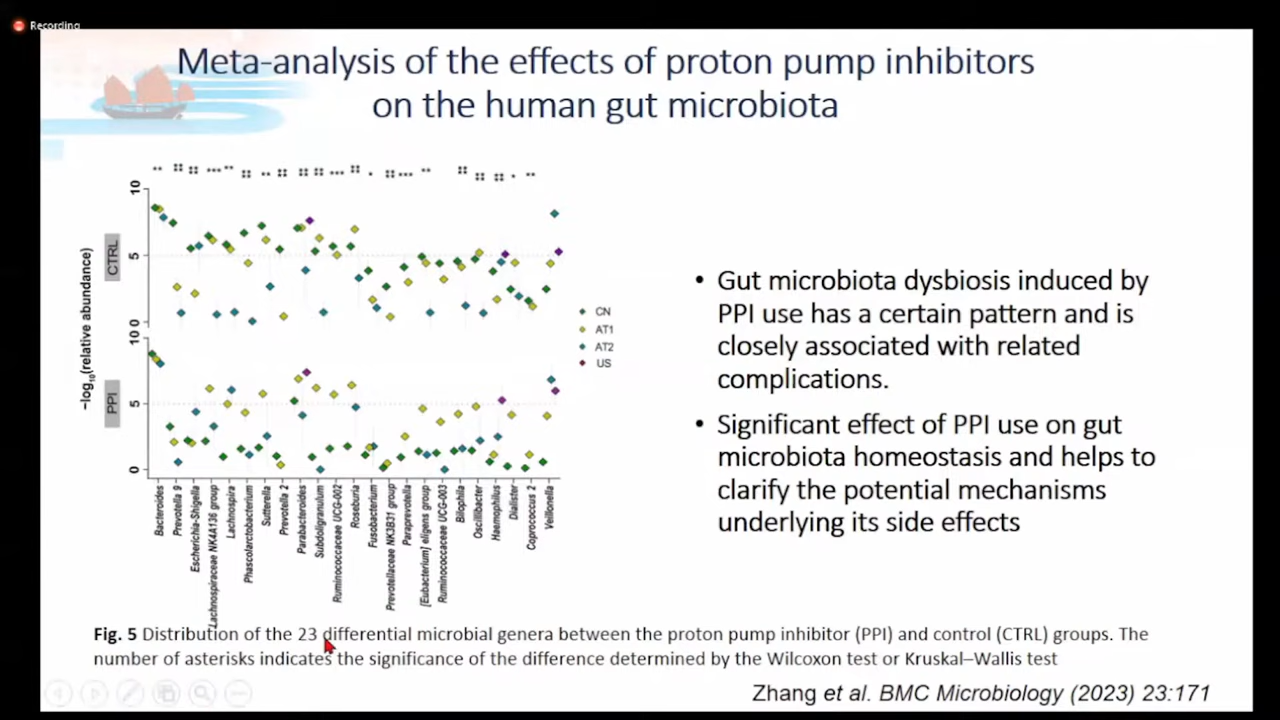 Recording
Meta-analysis of the effects of proton pump inhibitors
on the human gut microbiota
10
5
0
CTRL
10
5
0
PPI
−log10(relative abundance)
CN
AT1
AT2
US
Bacteroides
Prevotella 9
Escherichia-Shigella
Lachnospiraceae NK4A136 group
Lachnospira
Phascolarctobacterium
Sutterella
Prevotella 2
Parabacteroides
Subdoligranulum
Ruminococcaceae UCG-002
Roseburia
Fusobacterium
Prevotellaceae NK3B31 group
Paraprevotella
[Eubacterium] eligens group
Ruminococcaceae UCG-003
Bilophila
Oscillibacter
Haemophilus
Dialister
Coprococcus 2
Veillonella
• Gut microbiota dysbiosis induced by
PPI use has a certain pattern and is
closely associated with related
complications.
• Significant effect of PPI use on gut
microbiota homeostasis and helps to
clarify the potential mechanisms
underlying its side effects
Fig. 5 Distribution of the 23 differential microbial genera between the proton pump inhibitor (PPI) and control (CTRL) groups. The
number of asterisks indicates the significance of the difference determined by the Wilcoxon test or Kruskal–Wallis test
Zhang et al. BMC Microbiology (2023) 23:171